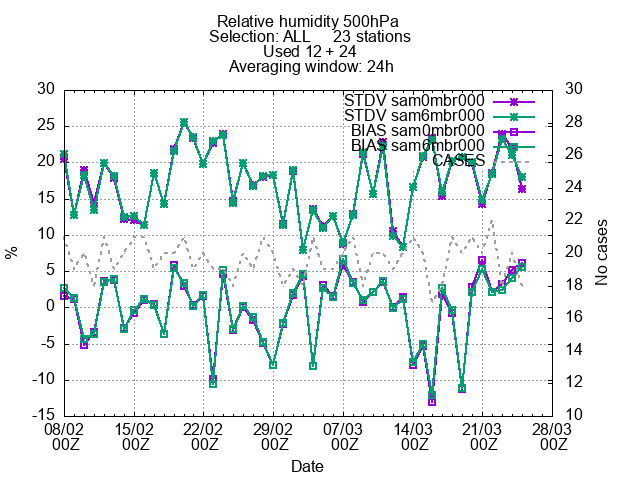 Relative humidity 500hPa
Selection: ALL 23 stations
Used 12 + 24
Averaging window: 24h
30 30
25 28
20 26
15 24
10 22
5 20
0 18
-5 16
-10 14
-15 12
10
STDV sam0mbr000
STDV sam6mbr000
BIAS sam0mbr000
BIAS sam6mbr000
CASES
%
No cases
08/02 15/02 22/02 29/02 07/03 14/03 21/03 28/03
00Z 00Z 00Z 00Z 00Z 00Z 00Z 00Z
Date